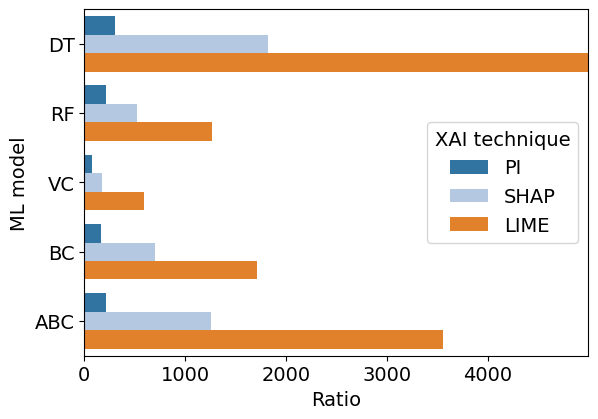 ML model
DT
RF
VC
BC
ABC
XAI technique
PI
SHAP
LIME
0 1000 2000 3000 4000
Ratio